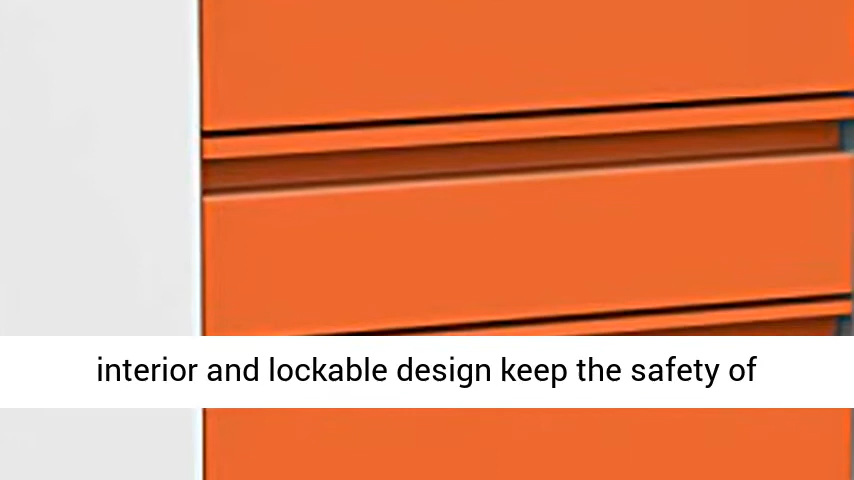 interior and lockable design keep the safety of